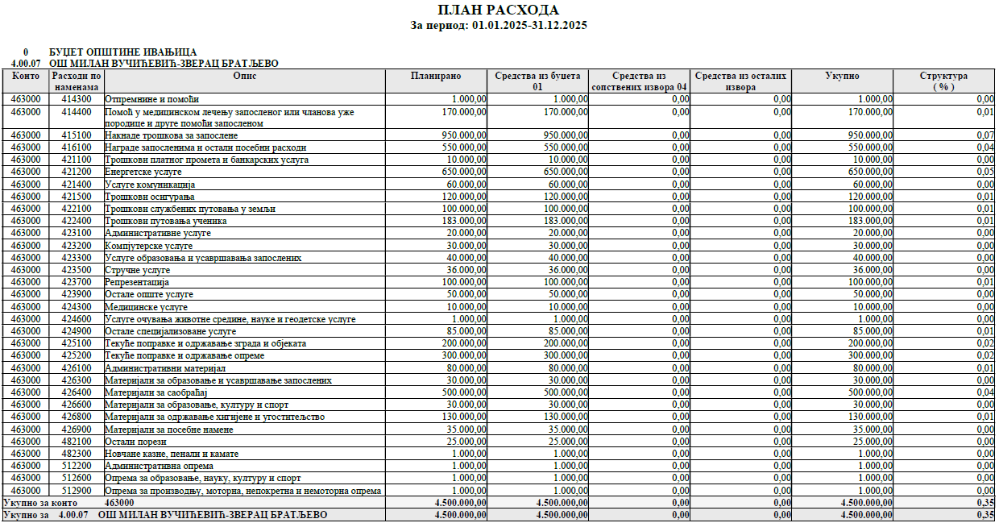 ПЛАН РАСХОДА
За период: 01.01.2025-31.12.2025
0 БУЏЕТ ОПШТИНЕ ИВАЊИЦА
4.00.07 ОШ МИЛАН ВУЧИЋЕВИЋ-ЗВЕРАЦ БРАТЉЕВО
Конто Расходи по наменама Опис Планирано Средства из буџета 01 Средства из сопствених извора 04 Средства из осталих извора Укупно Структура ( % )
463000 414300 Отпремнине и помоћи 1.000,00 1.000,00 0,00 0,00 1.000,00 0,00
463000 414400 Помоћ у медицинском лечењу запосленог или чланова уже 170.000,00 170.000,00 0,00 0,00 170.000,00 0,01
породице и друге помоћи запосленом
463000 415100 Накнаде трошкова за запослене 950.000,00 950.000,00 0,00 0,00 950.000,00 0,07
463000 416100 Награде запосленима и остали посебни расходи 550.000,00 550.000,00 0,00 0,00 550.000,00 0,04
463000 421100 Трошкови платног промета и банкарских услуга 10.000,00 10.000,00 0,00 0,00 10.000,00 0,00
463000 421200 Енергетске услуге 650.000,00 650.000,00 0,00 0,00 650.000,00 0,05
463000 421400 Услуге комуникација 60.000,00 60.000,00 0,00 0,00 60.000,00 0,00
463000 421500 Трошкови осигурања 120.000,00 120.000,00 0,00 0,00 120.000,00 0,01
463000 422100 Трошкови службених путовања у земљи 100.000,00 100.000,00 0,00 0,00 100.000,00 0,01
463000 422400 Трошкови путовања ученика 183.000,00 183.000,00 0,00 0,00 183.000,00 0,01
463000 423100 Административне услуге 20.000,00 20.000,00 0,00 0,00 20.000,00 0,00
463000 423200 Компјутерске услуге 30.000,00 30.000,00 0,00 0,00 30.000,00 0,00
463000 423300 Услуге образовања и усавршавања запослених 40.000,00 40.000,00 0,00 0,00 40.000,00 0,00
463000 423500 Стручне услуге 36.000,00 36.000,00 0,00 0,00 36.000,00 0,00
463000 423700 Репрезентација 100.000,00 100.000,00 0,00 0,00 100.000,00 0,01
463000 423900 Остале опште услуге 50.000,00 50.000,00 0,00 0,00 50.000,00 0,00
463000 424300 Медицинске услуге 10.000,00 10.000,00 0,00 0,00 10.000,00 0,00
463000 424600 Услуге очувања животне средине, науке и геодетске услуге 1.000,00 1.000,00 0,00 0,00 1.000,00 0,00
463000 424900 Остале специјализоване услуге 85.000,00 85.000,00 0,00 0,00 85.000,00 0,01
463000 425100 Текуће поправке и одржавање зграда и објеката 200.000,00 200.000,00 0,00 0,00 200.000,00 0,02
463000 425200 Текуће поправке и одржавање опреме 300.000,00 300.000,00 0,00 0,00 300.000,00 0,02
463000 426100 Административни материјал 80.000,00 80.000,00 0,00 0,00 80.000,00 0,01
463000 426300 Материјали за образовање и усавршавање запослених 30.000,00 30.000,00 0,00 0,00 30.000,00 0,00
463000 426400 Материјали за саобраћај 500.000,00 500.000,00 0,00 0,00 500.000,00 0,04
463000 426600 Материјали за образовање, културу и спорт 30.000,00 30.000,00 0,00 0,00 30.000,00 0,00
463000 426800 Материјали за одржавање хигијене и угоститељство 130.000,00 130.000,00 0,00 0,00 130.000,00 0,01
463000 426900 Материјали за посебне намене 35.000,00 35.000,00 0,00 0,00 35.000,00 0,00
463000 482100 Остали порези 25.000,00 25.000,00 0,00 0,00 25.000,00 0,00
463000 482300 Новчане казне, пенали и камате 1.000,00 1.000,00 0,00 0,00 1.000,00 0,00
463000 512200 Административна опрема 1.000,00 1.000,00 0,00 0,00 1.000,00 0,00
463000 512600 Опрема за образовање, науку, културу и спорт 1.000,00 1.000,00 0,00 0,00 1.000,00 0,00
463000 512900 Опрема за производњу, моторна, непокретна и немоторна опрема 1.000,00 1.000,00 0,00 0,00 1.000,00 0,00
Укупно за конто 463000 4.500.000,00 4.500.000,00 0,00 0,00 4.500.000,00 0,35
Укупно за 4.00.07 ОШ МИЛАН ВУЧИЋЕВИЋ-ЗВЕРАЦ БРАТЉЕВО 4.500.000,00 4.500.000,00 0,00 0,00 4.500.000,00 0,35